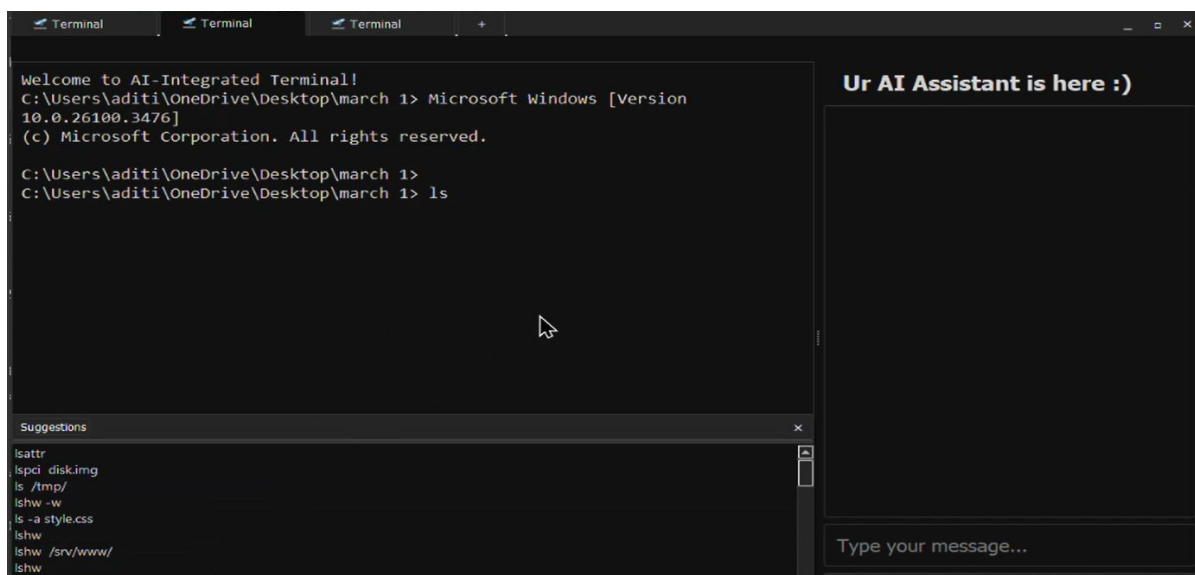 Terminal
Terminal
Terminal
+
Welcome to AI-Integrated Terminal!
C:\Users\aditi\OneDrive\Desktop\march 1> Microsoft Windows [Version
10.0.26100.3476]
(c) Microsoft Corporation. All rights reserved.
C:\Users\aditi\OneDrive\Desktop\march 1>
C:\Users\aditi\OneDrive\Desktop\march 1> ls
Suggestions
lsattr
lspci disk.img
ls /tmp/
lshw -w
ls -a style.css
lshw
lshw /srv/www/
lshw
Ur AI Assistant is here :)
Type your message...